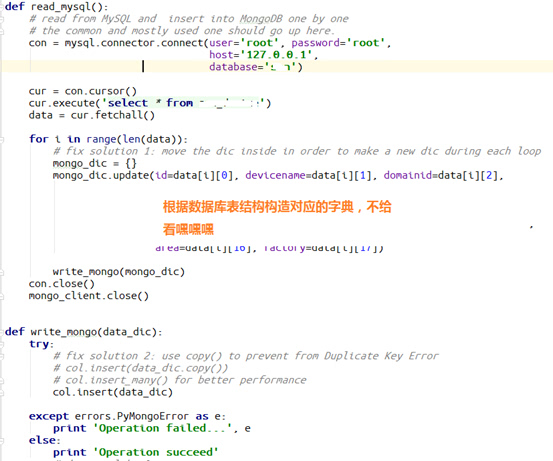 def read_mysql():
# read from MySQL and  insert into MongoDB one by one
# the common and mostly used one should go up here.
con = mysql.connector.connect(user='root', password='root',
host='127.0.0.1',
database='
cur = con.cursor()
cur.execute('select * from
data = cur.fetchall()
for i in range(len(data)):
# fix solution 1: move the dic inside in order to make a new dic during each loop
mongo_dic = {}
mongo_dic.update(id=data[i][0], devicename=data[i][1], domainid=data[i][2],
根据数据库表结构构造对应的字典，不给
看嘿嘿嘿
area=data[i][16], factory=data[i][17])
write_mongo(mongo_dic)
con.close()
mongo_client.close()
def write_mongo(data_dic):
try:
# fix solution 2: use copy() to prevent from Duplicate Key Error
# col.insert(data_dic.copy())
# col.insert_many() for better performance
col.insert(data_dic)
except errors.PyMongoError as e:
print 'Operation failed...', e
else:
print 'Operation succeed'